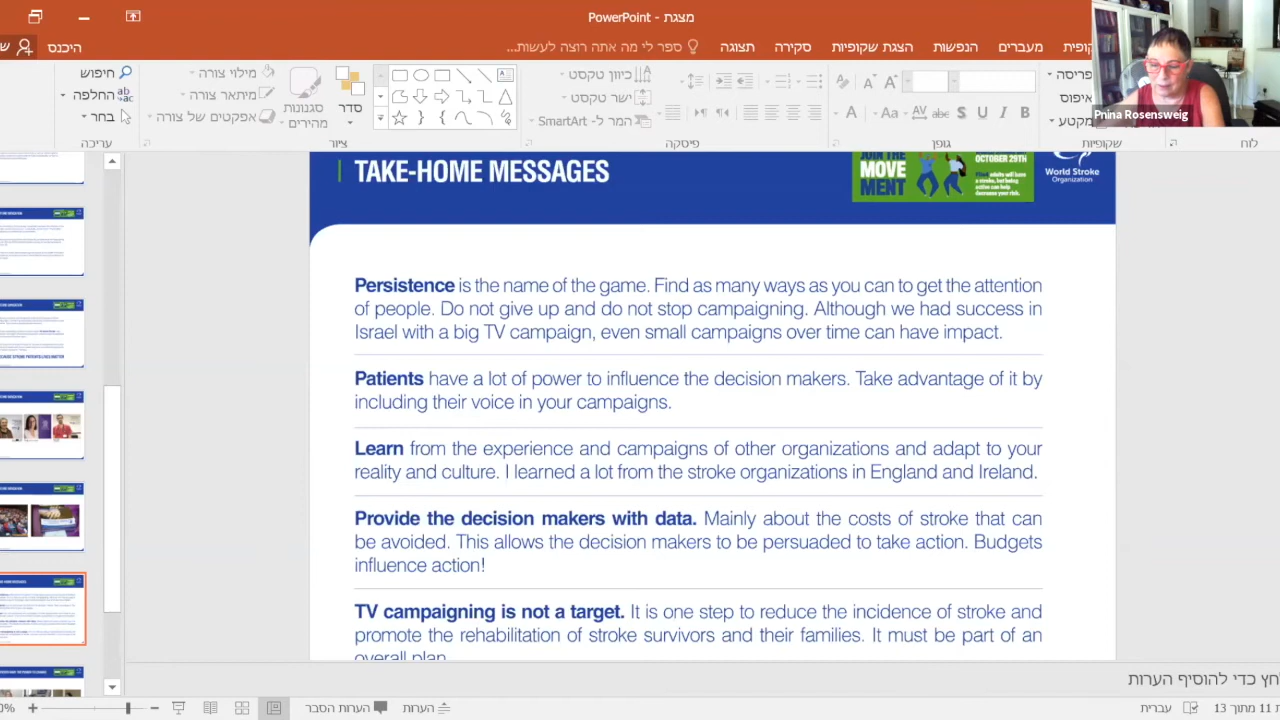 מצגת - PowerPoint
היכנס
ספר לי מה אתה רוצה לעשות...
תצוגה
סקירה
הצגת שקופיות
הנפשות
מעברים
חיפוש
החלפה
בחר
עריכה
מילוי צורה
מיתאר צורה
אפקטים של צורה
סגנונות מהירים
סדר
ציור
כיוון טקסט
ישר טקסט
המר ל- SmartArt
פיסקה
גופן
פריסה
איפוס
מקטע
שקופיות
לוח
Pnina Rosensweig
TAKE-HOME MESSAGES
JOIN THE
MOVE
MENT
OCTOBER 29TH
World Stroke
Organization
Persistence is the name of the game. Find as many ways as you can to get the attention
of people. Don't give up and do not stop advertising. Although we had success in
Israel with the TV campaign, even small campaigns over time can have impact.
Patients have a lot of power to influence the decision makers. Take advantage of it by
including their voice in your campaigns.
Learn from the experience and campaigns of other organizations and adapt to your
reality and culture. I learned a lot from the stroke organizations in England and Ireland.
Provide the decision makers with data. Mainly about the costs of stroke that can
be avoided. This allows the decision makers to be persuaded to take action. Budgets
influence action!
TV campaigning is not a target. It is one step to reduce the incidence of stroke and
promote the rehabilitation of stroke survivors and their families. It must be part of an
overall plan
חץ כדי להוסיף הערות
הערות הסבר
הערות
עברית
11 מתוך 13